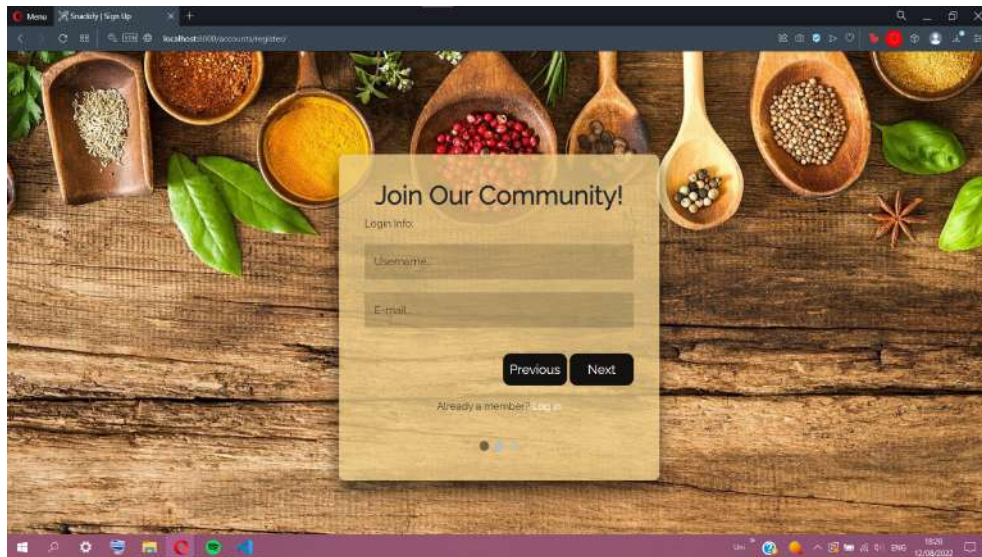 Menu
Snackify | Sign Up
localhost:8000/accounts/register/
Join Our Community!
Login Info:
Username...
E-mail...
Previous
Next
Already a member? Log in
ENG
18:26
12/08/2022